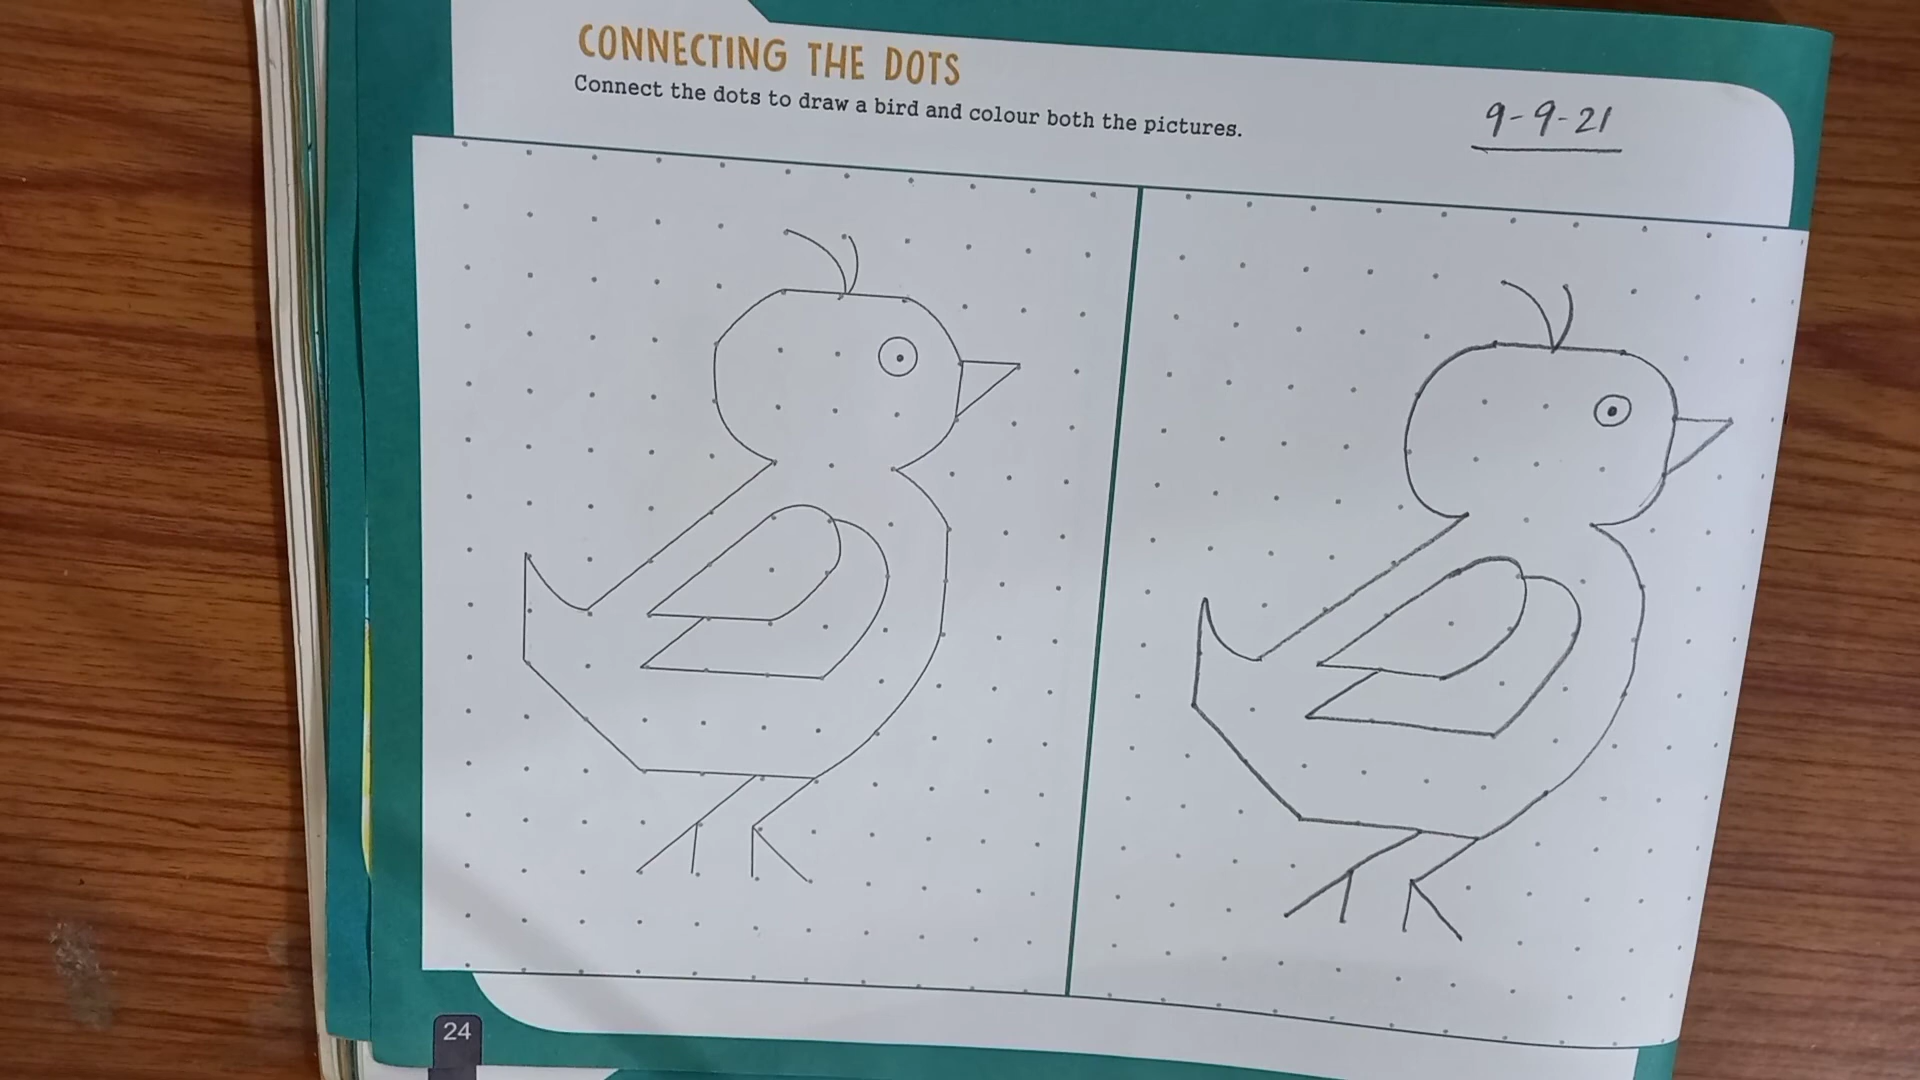 CONNECTING THE DOTS
Connect the dots to draw a bird and colour both the pictures.
9-9-21
24